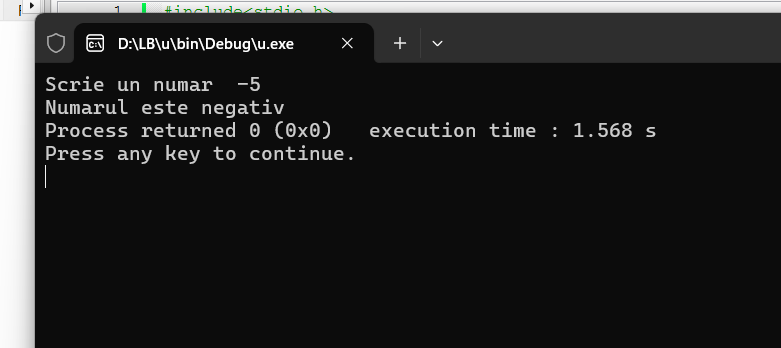 1 #include<stdio.h>
D:\LB\u\bin\Debug\u.exe
Scrie un numar  -5
Numarul este negativ
Process returned 0 (0x0)   execution time : 1.568 s
Press any key to continue.